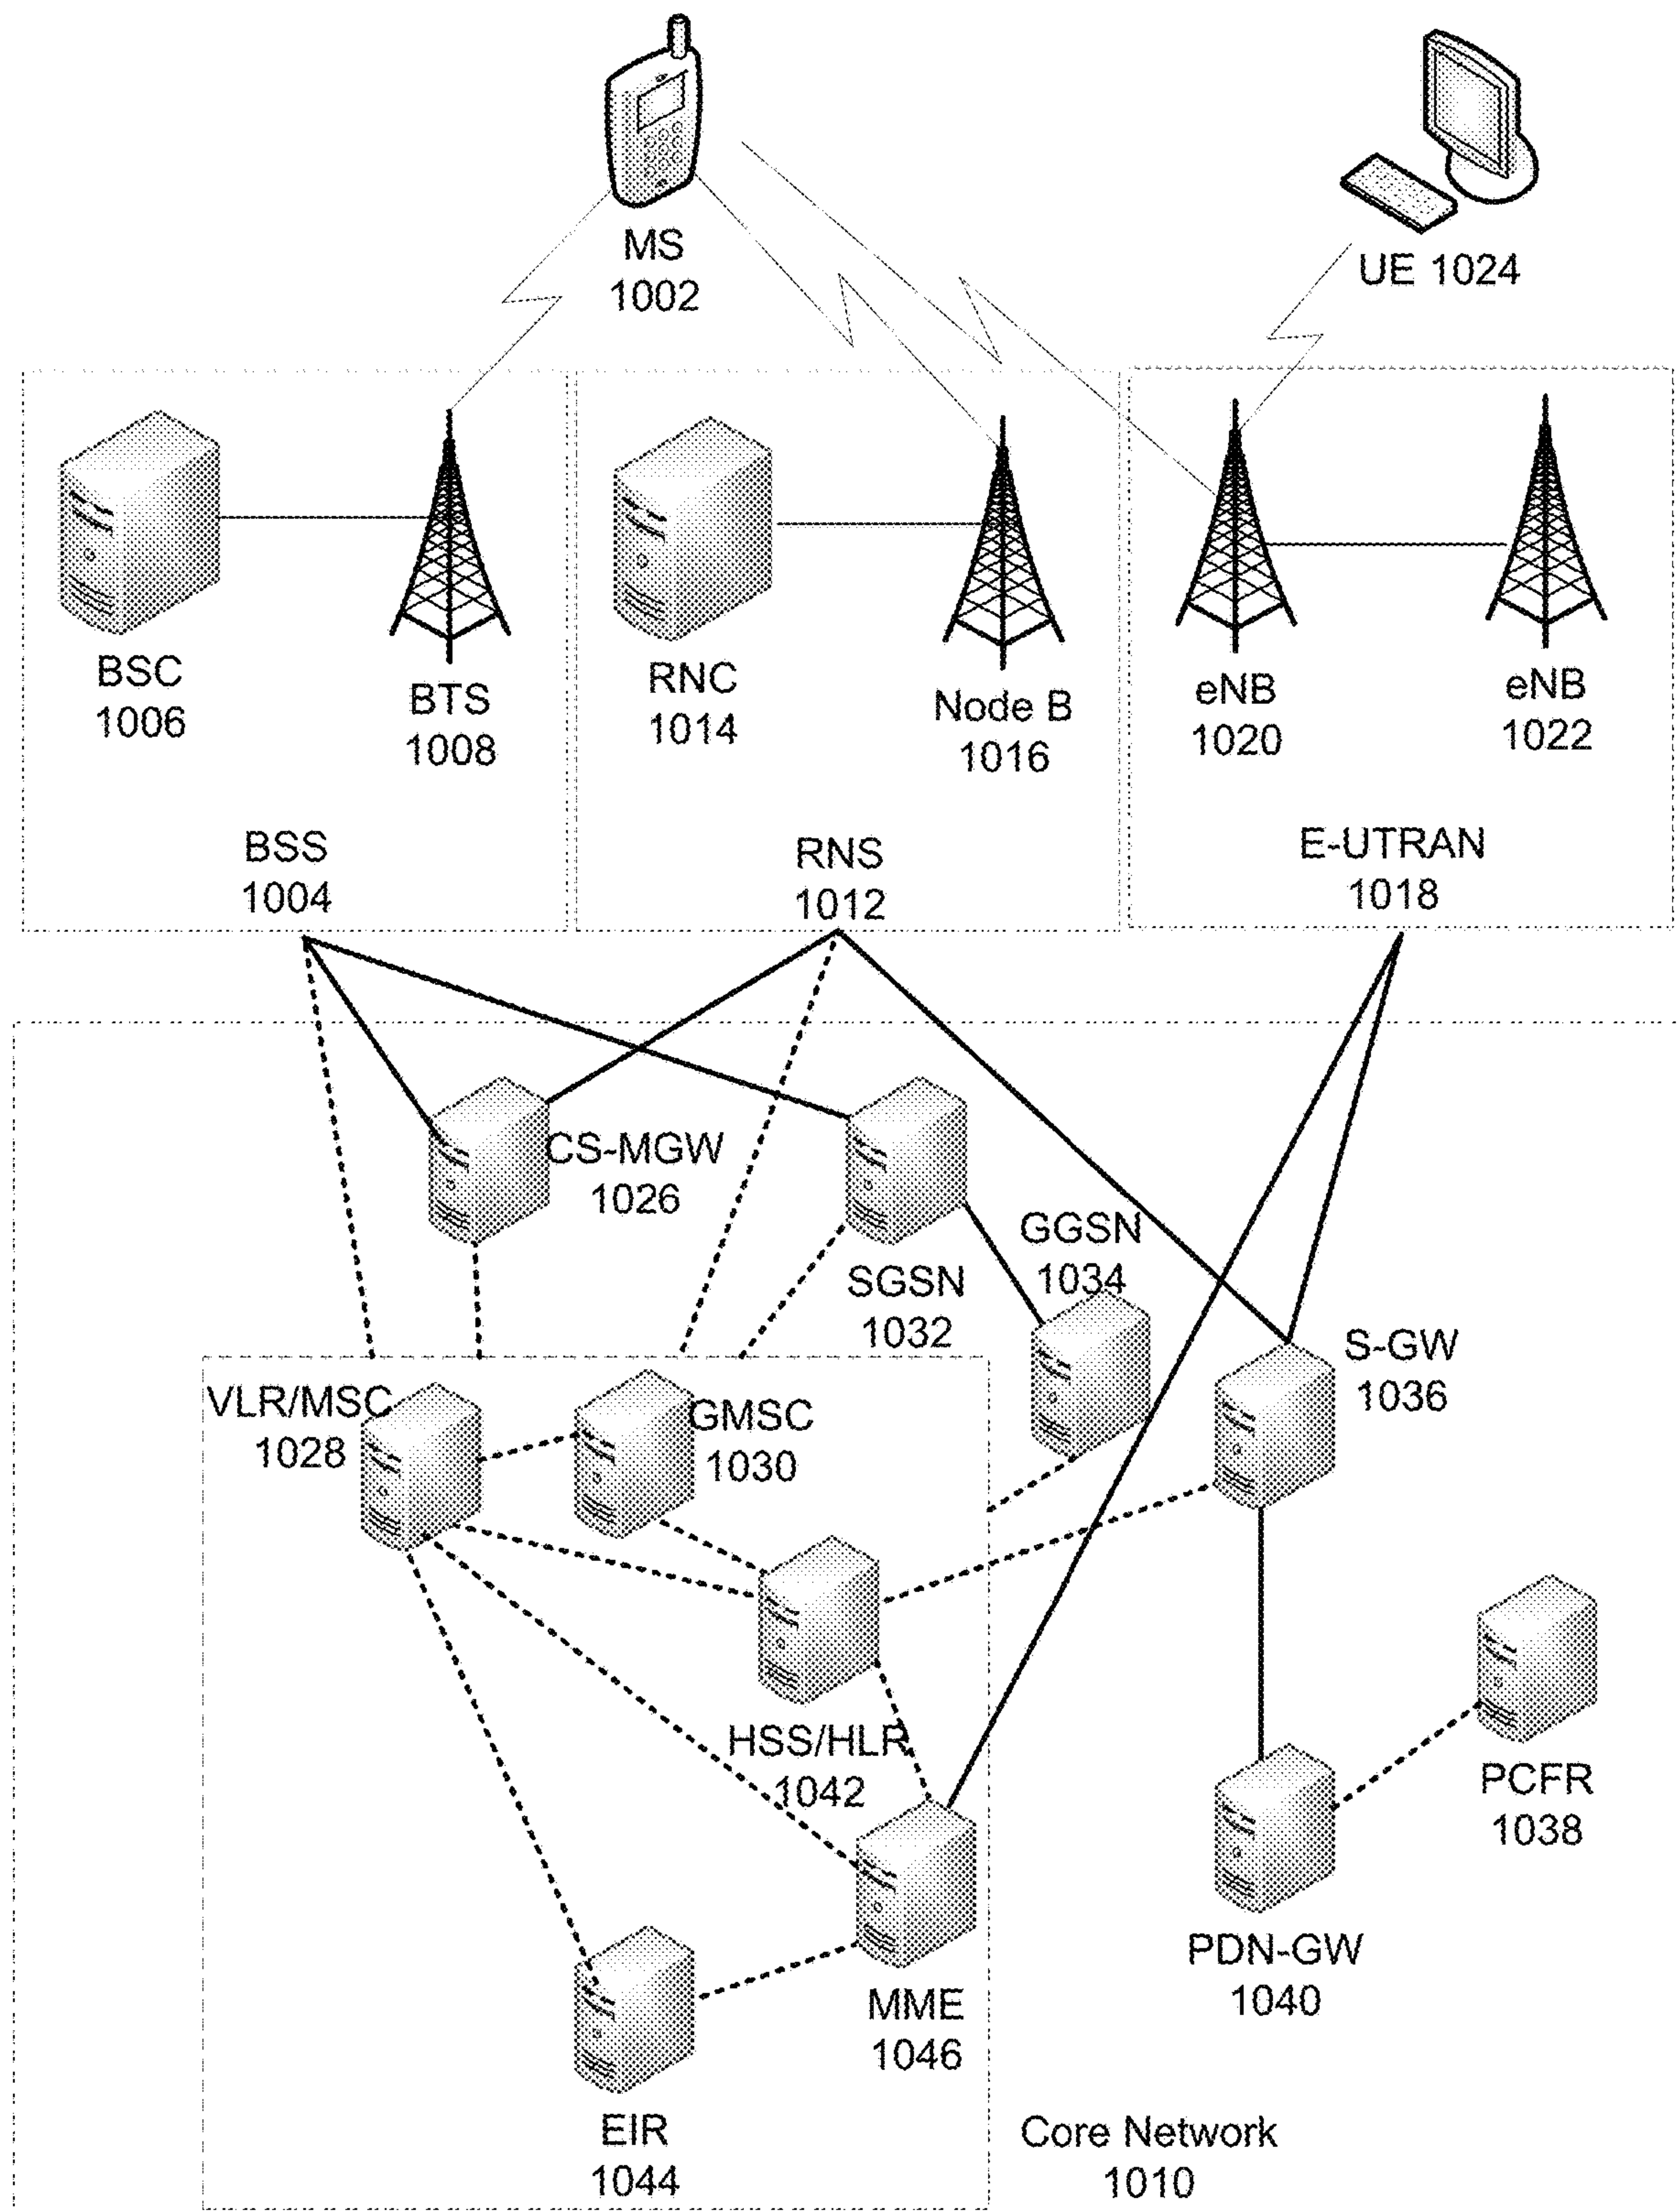 MS
1002
UE 1024
BSC
1006
BTS
1008
RNC
1014
Node B
1016
eNB
1020
eNB
1022
BSS
1004
RNS
1012
E-UTRAN
1018
CS-MGW
1026
SGSN
1032
GGSN
1034
S-GW
1036
VLR/MSC
1028
GMSC
1030
HSS/HLR
1042
PCFR
1038
PDN-GW
1040
MME
1046
EIR
1044
Core Network
1010